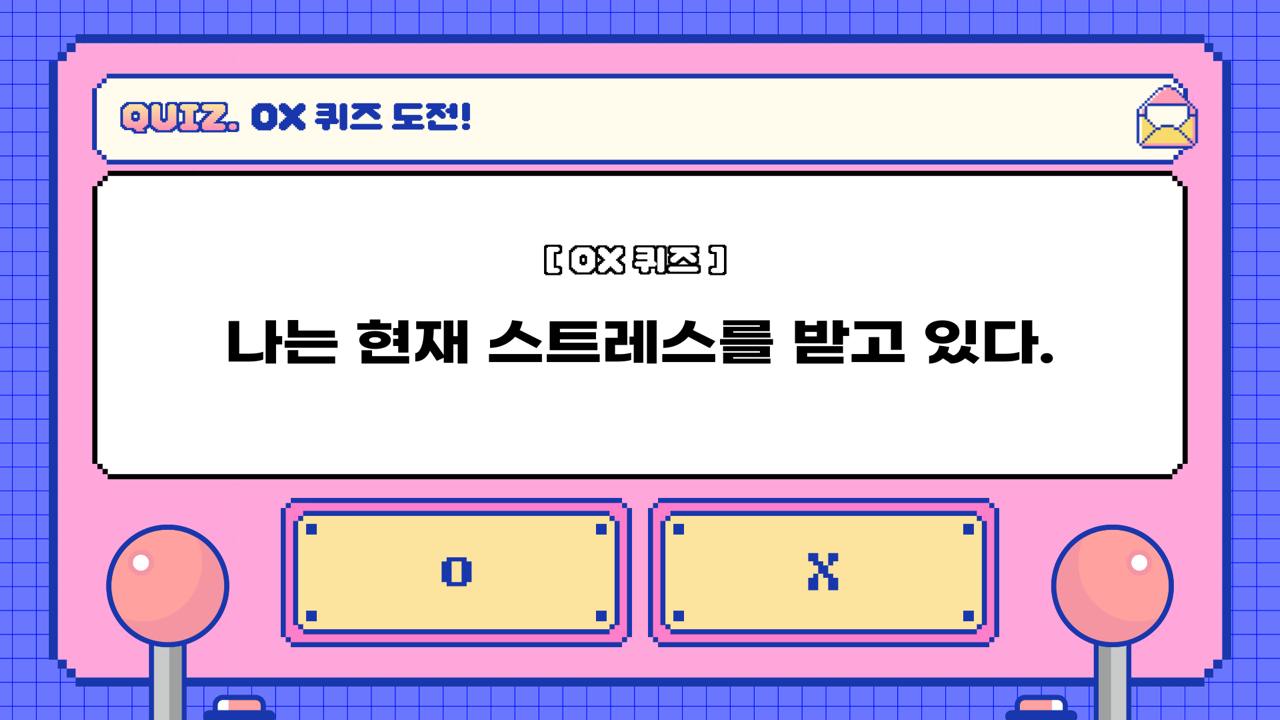 QUIZ. OX 퀴즈 도전!
[ OX 퀴즈 ]
나는 현재 스트레스를 받고 있다.
O X